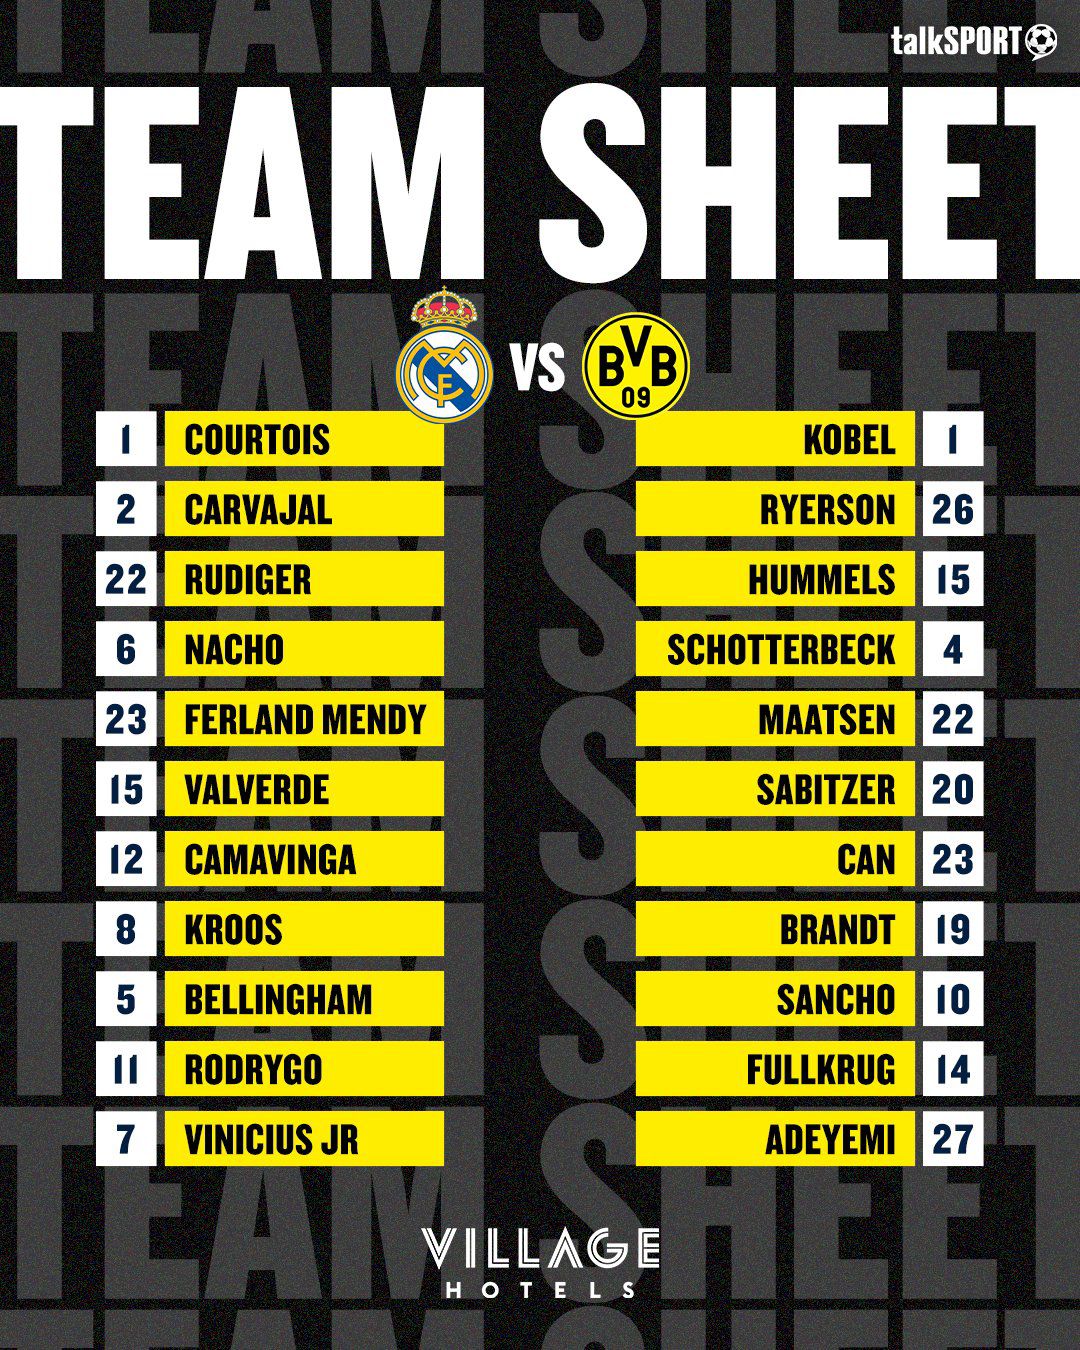 talkSPORT
TEAM SHEET
VS
BVB
09
1 COURTOIS KOBEL 1
2 CARVAJAL RYERSON 26
22 RUDIGER HUMMELS 15
6 NACHO SCHOTTERBECK 4
23 FERLAND MENDY MAATSEN 22
15 VALVERDE SABITZER 20
12 CAMAVINGA CAN 23
8 KROOS BRANDT 19
5 BELLINGHAM SANCHO 10
11 RODRYGO FULLKRUG 14
7 VINICIUS JR ADEYEMI 27
VILLAGE
HOTELS